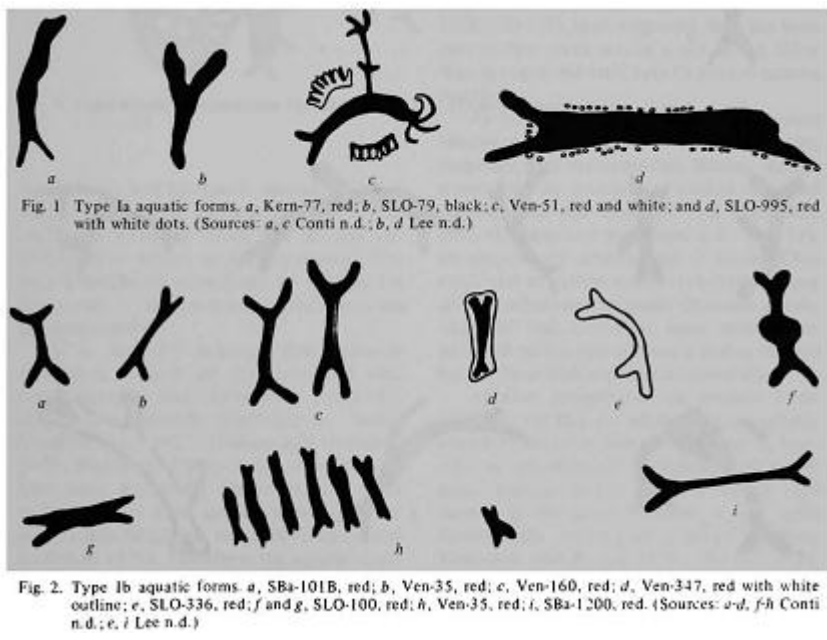 a
b
c
d
Fig. 1 Type Ia aquatic forms. a, Kern-77, red; b, SLO-79, black; c, Ven-51, red and white; and d, SLO-995, red
with white dots. (Sources: a, c Conti n.d.; b, d Lee n.d.)
a
b
c
d
e
f
g
h
i
Fig. 2. Type Ib aquatic forms. a, SBa-101B, red; b, Ven-35, red; c, Ven-160, red; d, Ven-347, red with white
outline; e, SLO-336, red; f and g, SLO-100, red; h, Ven-35, red; i, SBa-1200, red. (Sources: a-d, f-h Conti
n.d.; e, i Lee n.d.)